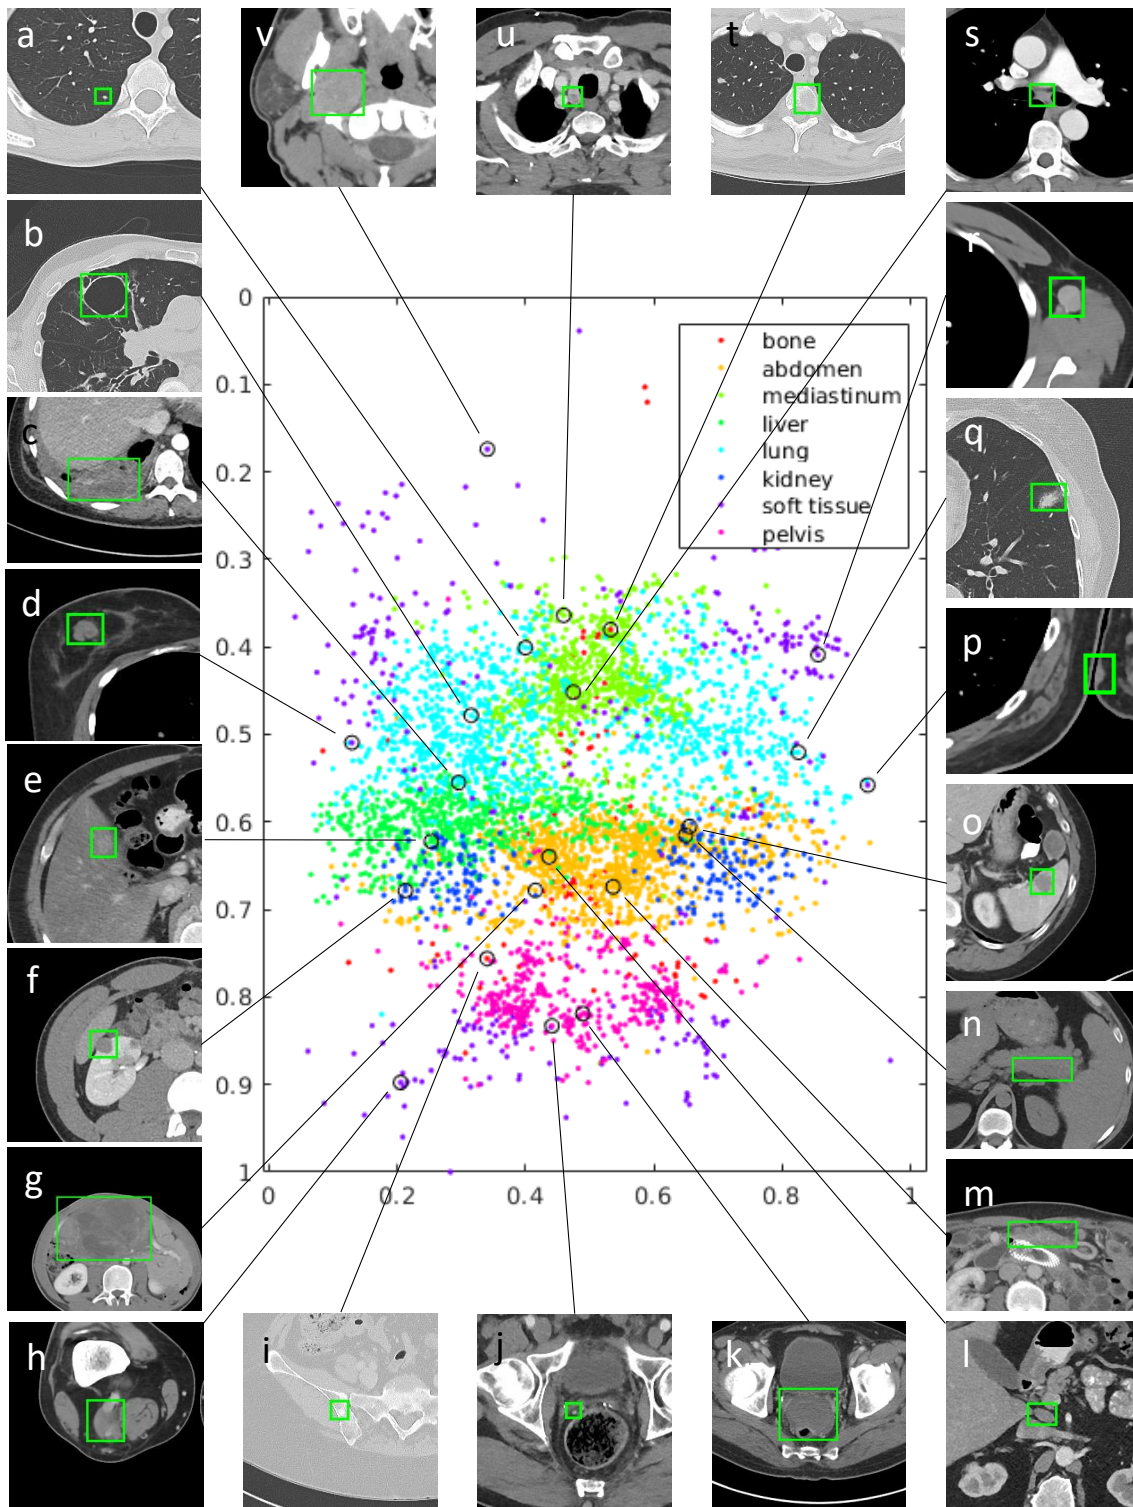 a
v
u
t
s
b
r
c
q
d
p
e
o
f
n
g
m
h
i
j
k
l
0
0.1
0.2
0.3
0.4
0.5
0.6
0.7
0.8
0.9
1
0 0.2 0.4 0.6 0.8 1
bone
abdomen
mediastinum
liver
lung
kidney
soft tissue
pelvis